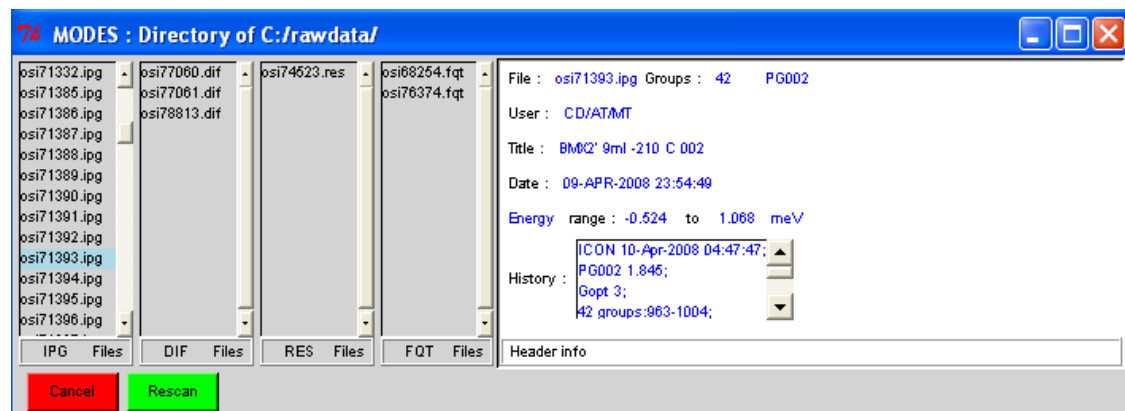 MODES : Directory of C:/rawdata/
osi71332.ipg
osi71385.ipg
osi71386.ipg
osi71387.ipg
osi71388.ipg
osi71389.ipg
osi71390.ipg
osi71391.ipg
osi71392.ipg
osi71393.ipg
osi71394.ipg
osi71395.ipg
osi71396.ipg
IPG Files
osi77060.dif
osi77061.dif
osi78813.dif
DIF Files
osi74523.res
RES Files
osi68254.fqt
osi76374.fqt
FQT Files
File : osi71393.ipg Groups : 42 PG002
User : CD/AT/MT
Title : BMX2' 9ml -210 C 002
Date : 09-APR-2008 23:54:49
Energy range : -0.524 to 1.068 meV
History :
ICON 10-Apr-2008 04:47:47;
PG002 1.845;
Gopt 3;
42 groups:963-1004;
Header info
Cancel Rescan